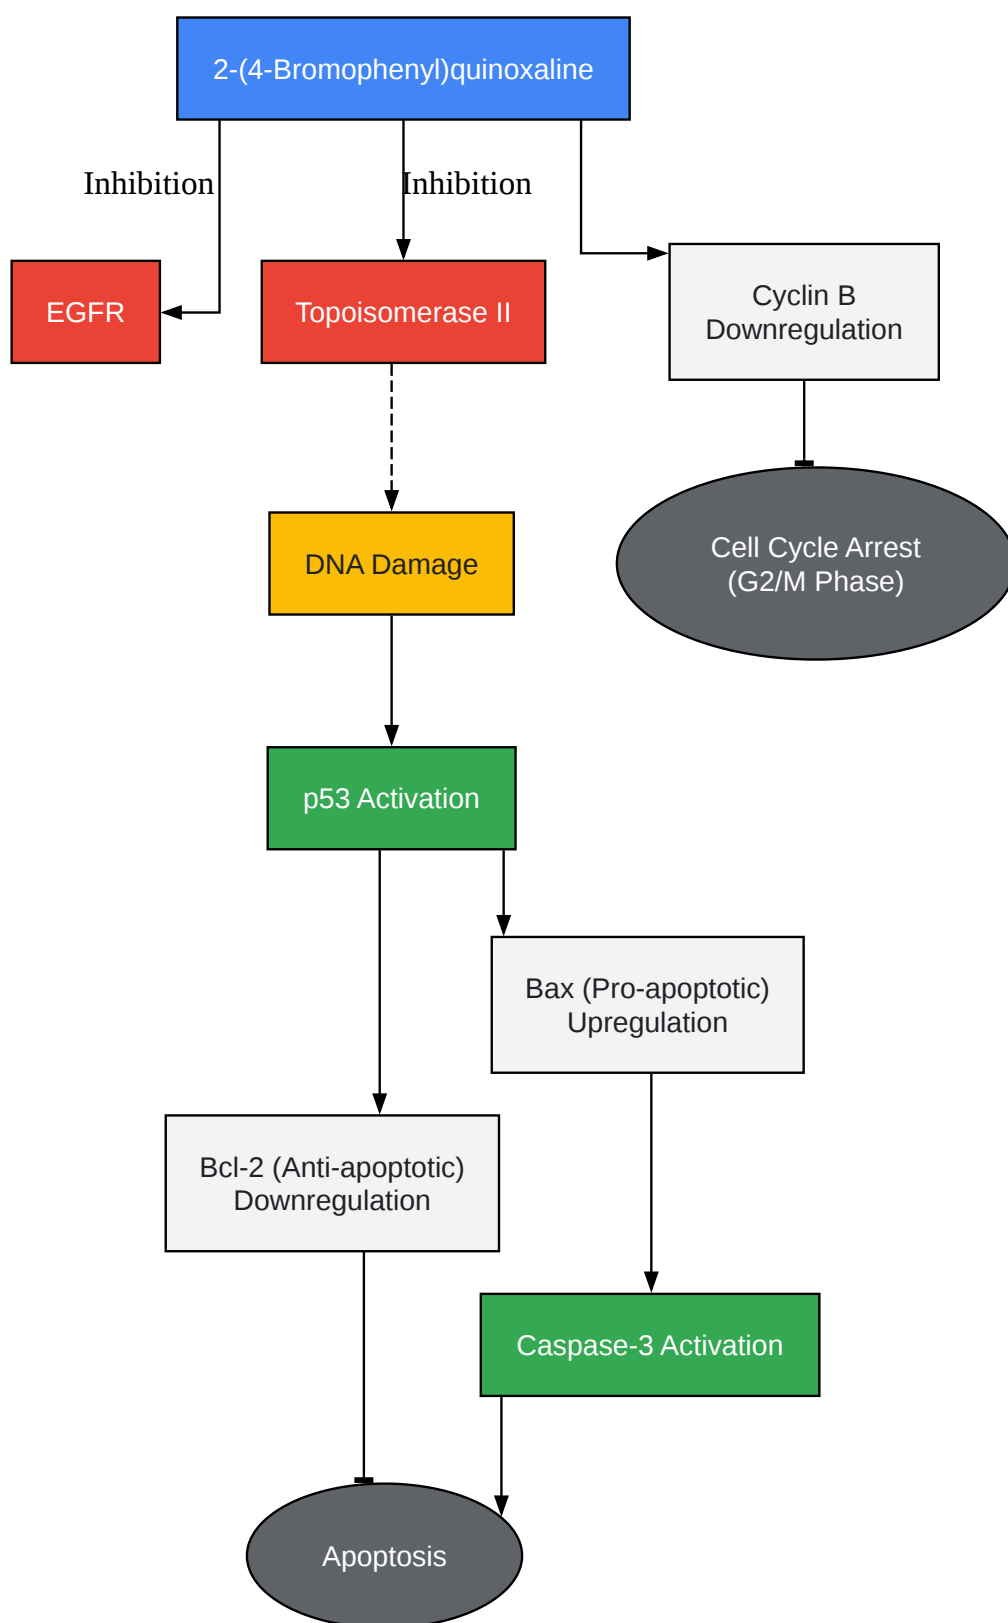 2-(4-Bromophenyl)quinoxaline
Inhibition
Inhibition
EGFR
Topoisomerase II
Cyclin B
Downregulation
DNA Damage
Cell Cycle Arrest
(G2/M Phase)
p53 Activation
Bax (Pro-apoptotic)
Upregulation
Bcl-2 (Anti-apoptotic)
Downregulation
Caspase-3 Activation
Apoptosis